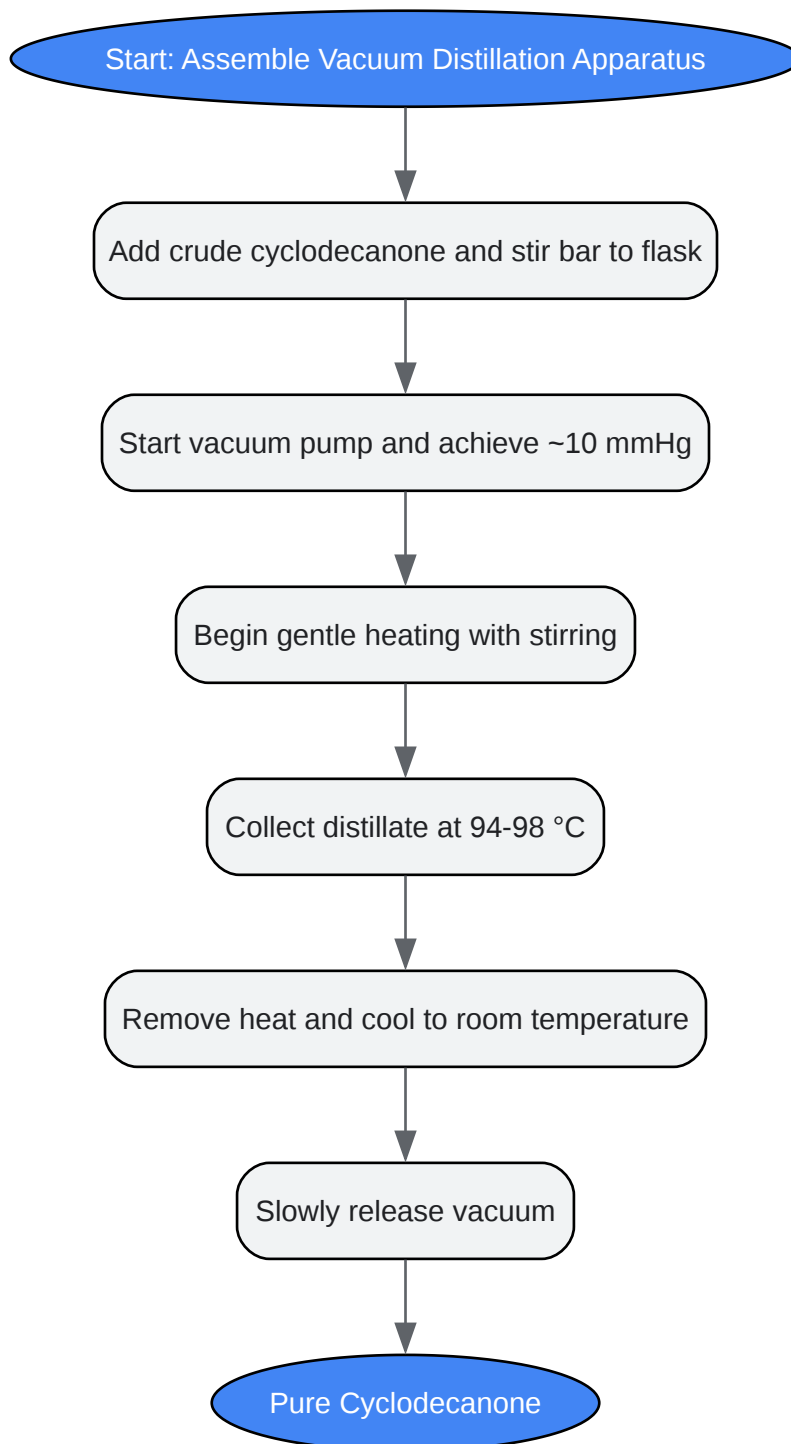 Start: Assemble Vacuum Distillation Apparatus
Add crude cyclodecanone and stir bar to flask
Start vacuum pump and achieve ~10 mmHg
Begin gentle heating with stirring
Collect distillate at 94-98 °C
Remove heat and cool to room temperature
Slowly release vacuum
Pure Cyclodecanone